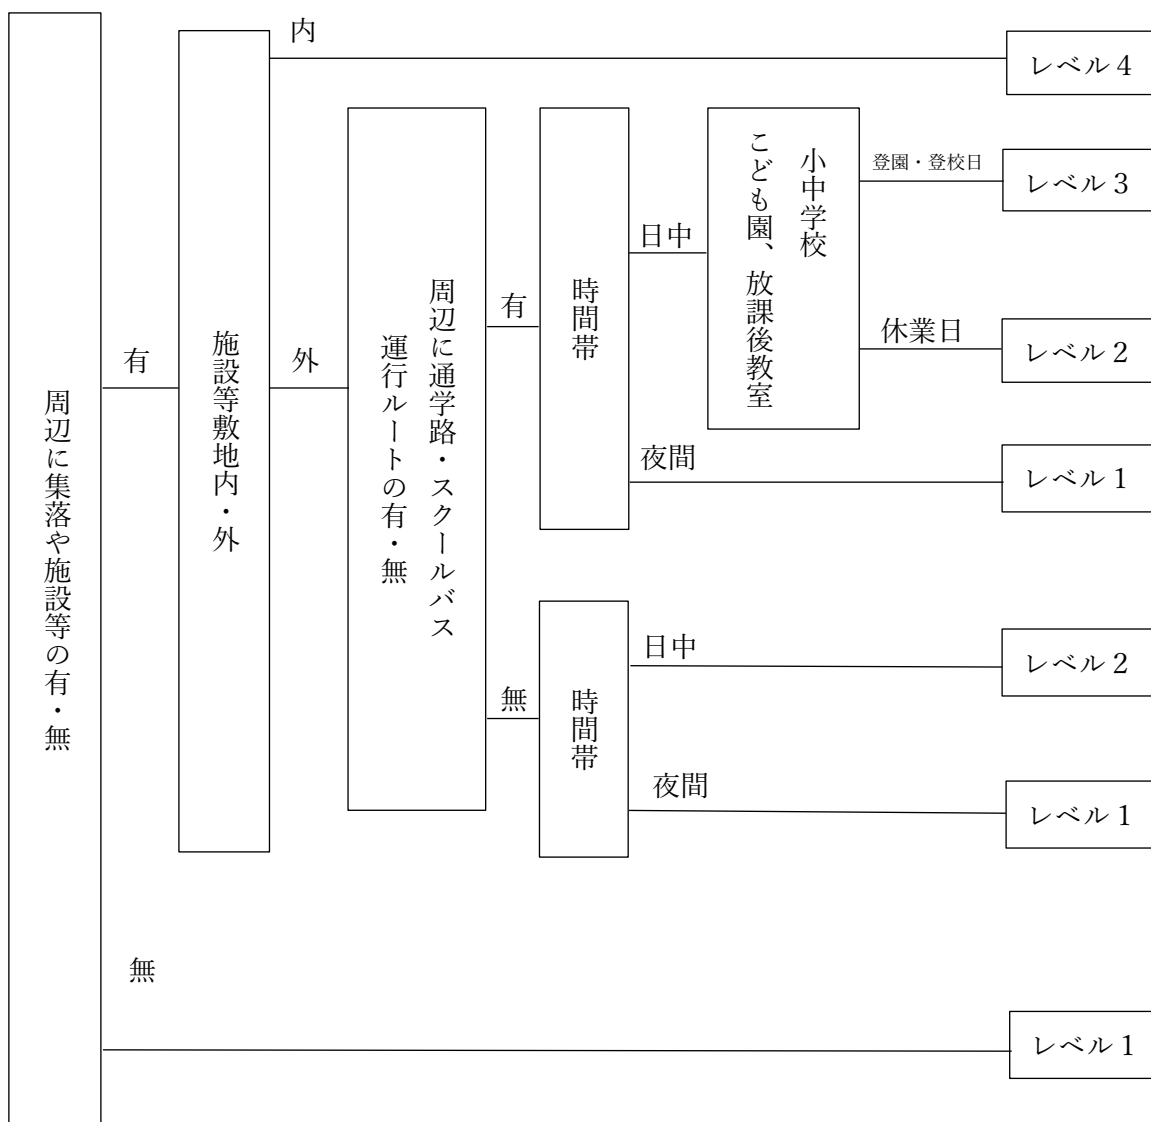 周辺に集落や施設等の有・無
有
無
施設等敷地内・外
内
外
周辺に通学路・スクールバス
運行ルートの有・無
有
無
時間帯
日中
夜間
小中学校
こども園、放課後教室
登園・登校日
休業日
時間帯
日中
夜間
レベル４
レベル３
レベル２
レベル１
レベル２
レベル１
レベル１